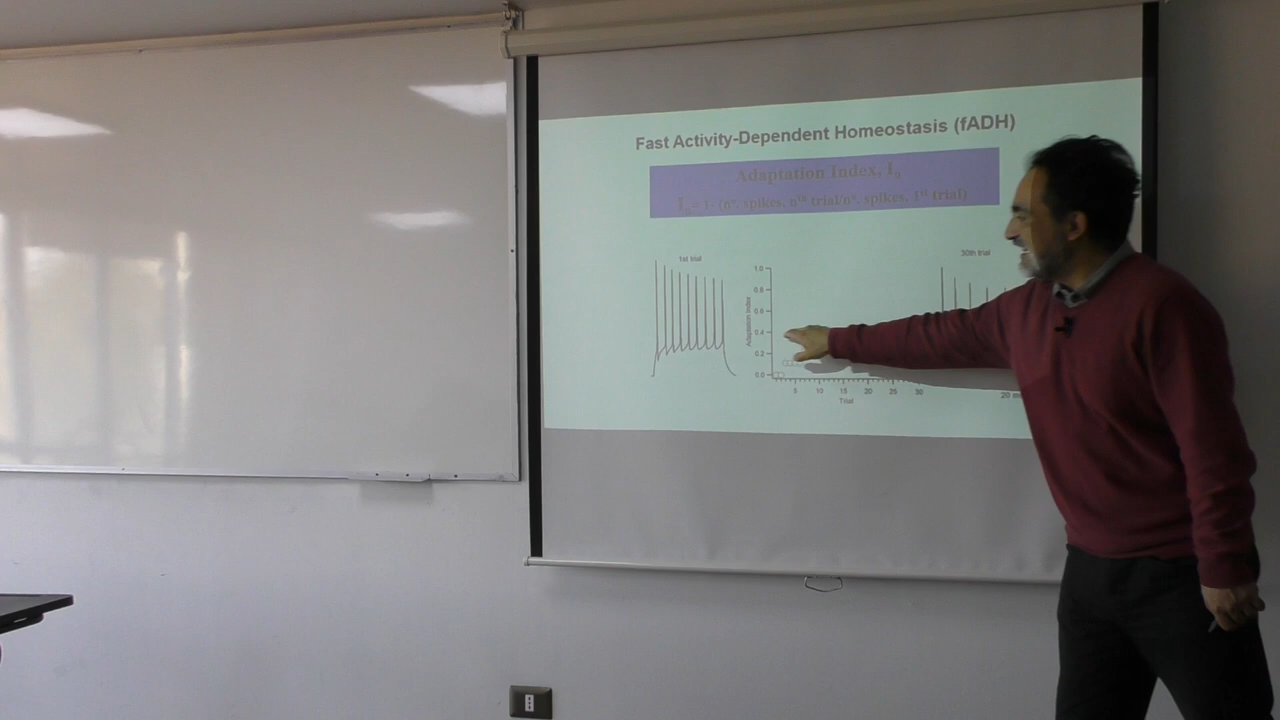 Fast Activity-Dependent Homeostasis (fADH)
Adaptation Index, Ia
Ia= 1- (n°. spikes, nth trial/n°. spikes, 1st trial)
1st trial
30th trial
1.0
0.8
0.6
0.4
0.2
0.0
Adaptation Index
5 10 15 20 25 30
Trial
20 m